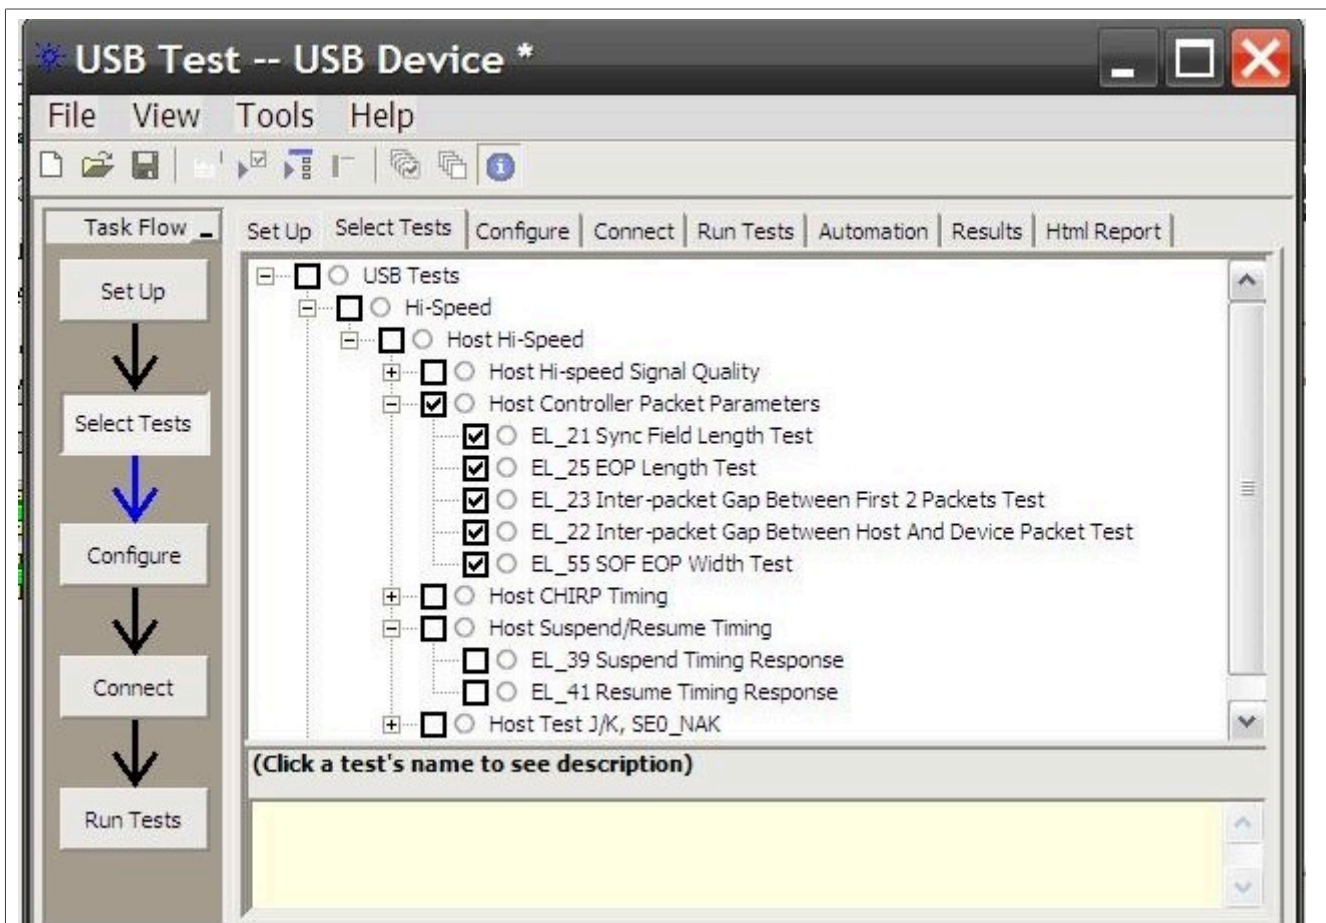 USB Test -- USB Device *
File View Tools Help
Task Flow
Set Up Select Tests Configure Connect Run Tests Automation Results Html Report
Set Up
Select Tests
Configure
Connect
Run Tests
USB Tests
Hi-Speed
Host Hi-Speed
Host Hi-speed Signal Quality
Host Controller Packet Parameters
EL_21 Sync Field Length Test
EL_25 EOP Length Test
EL_23 Inter-packet Gap Between First 2 Packets Test
EL_22 Inter-packet Gap Between Host And Device Packet Test
EL_55 SOF EOP Width Test
Host CHIRP Timing
Host Suspend/Resume Timing
EL_39 Suspend Timing Response
EL_41 Resume Timing Response
Host Test J/K, SE0_NAK
(Click a test's name to see description)